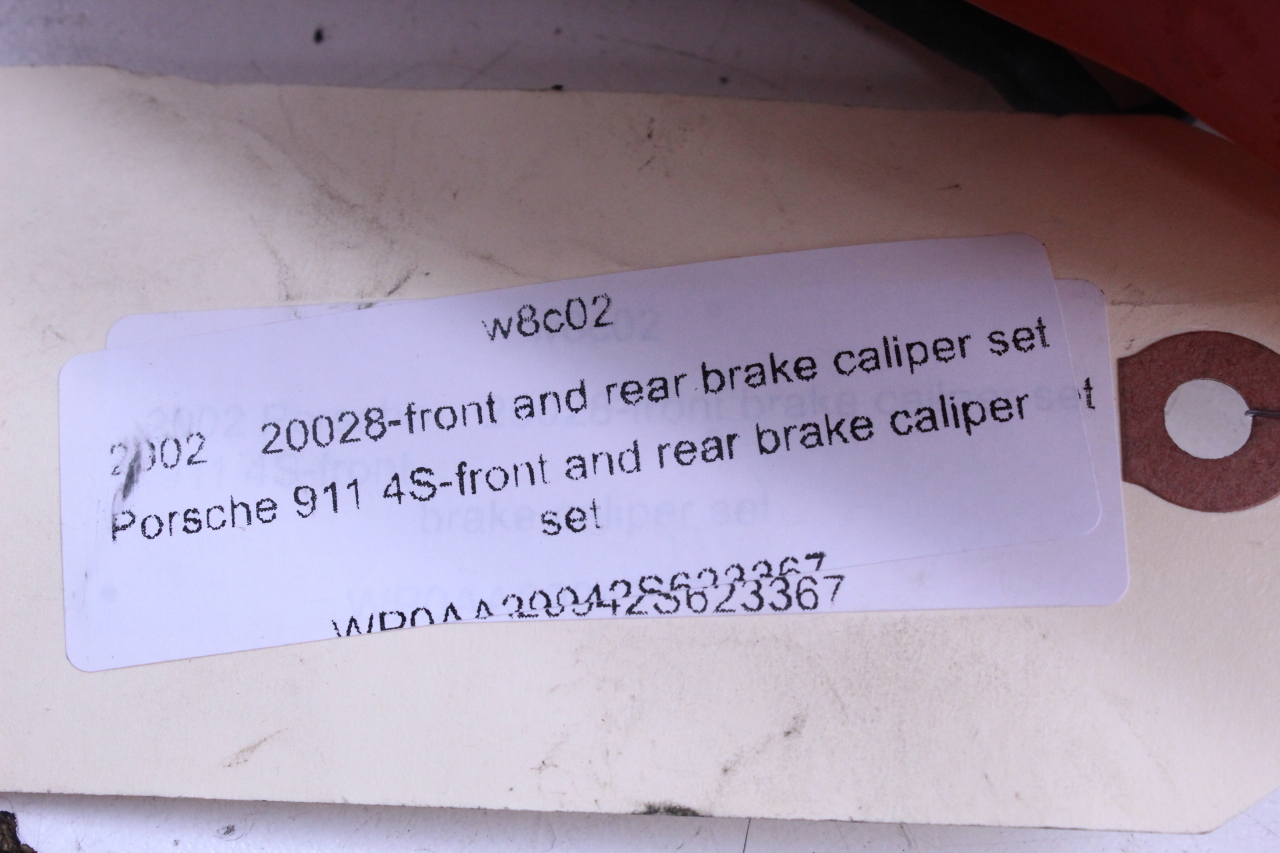 w8c02
2002 20028-front and rear brake caliper set
Porsche 911 4S-front and rear brake caliper t
set